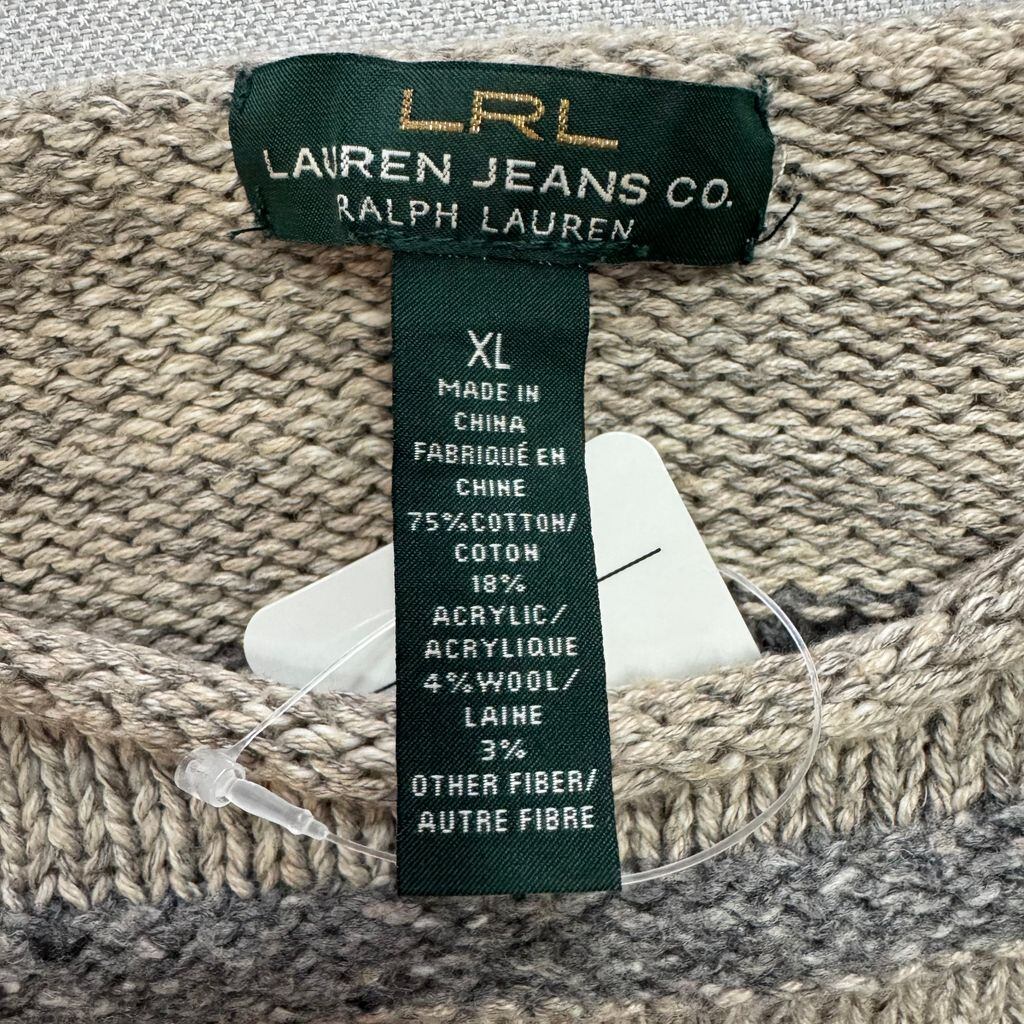 LRL
LAUREN JEANS CO.
RALPH LAUREN
XL
MADE IN
CHINA
FABRIQUÉ EN
CHINE
75%COTTON/
COTON
18%
ACRYLIC/
ACRYLIQUE
4%WOOL/
LAINE
3%
OTHER FIBER/
AUTRE FIBRE